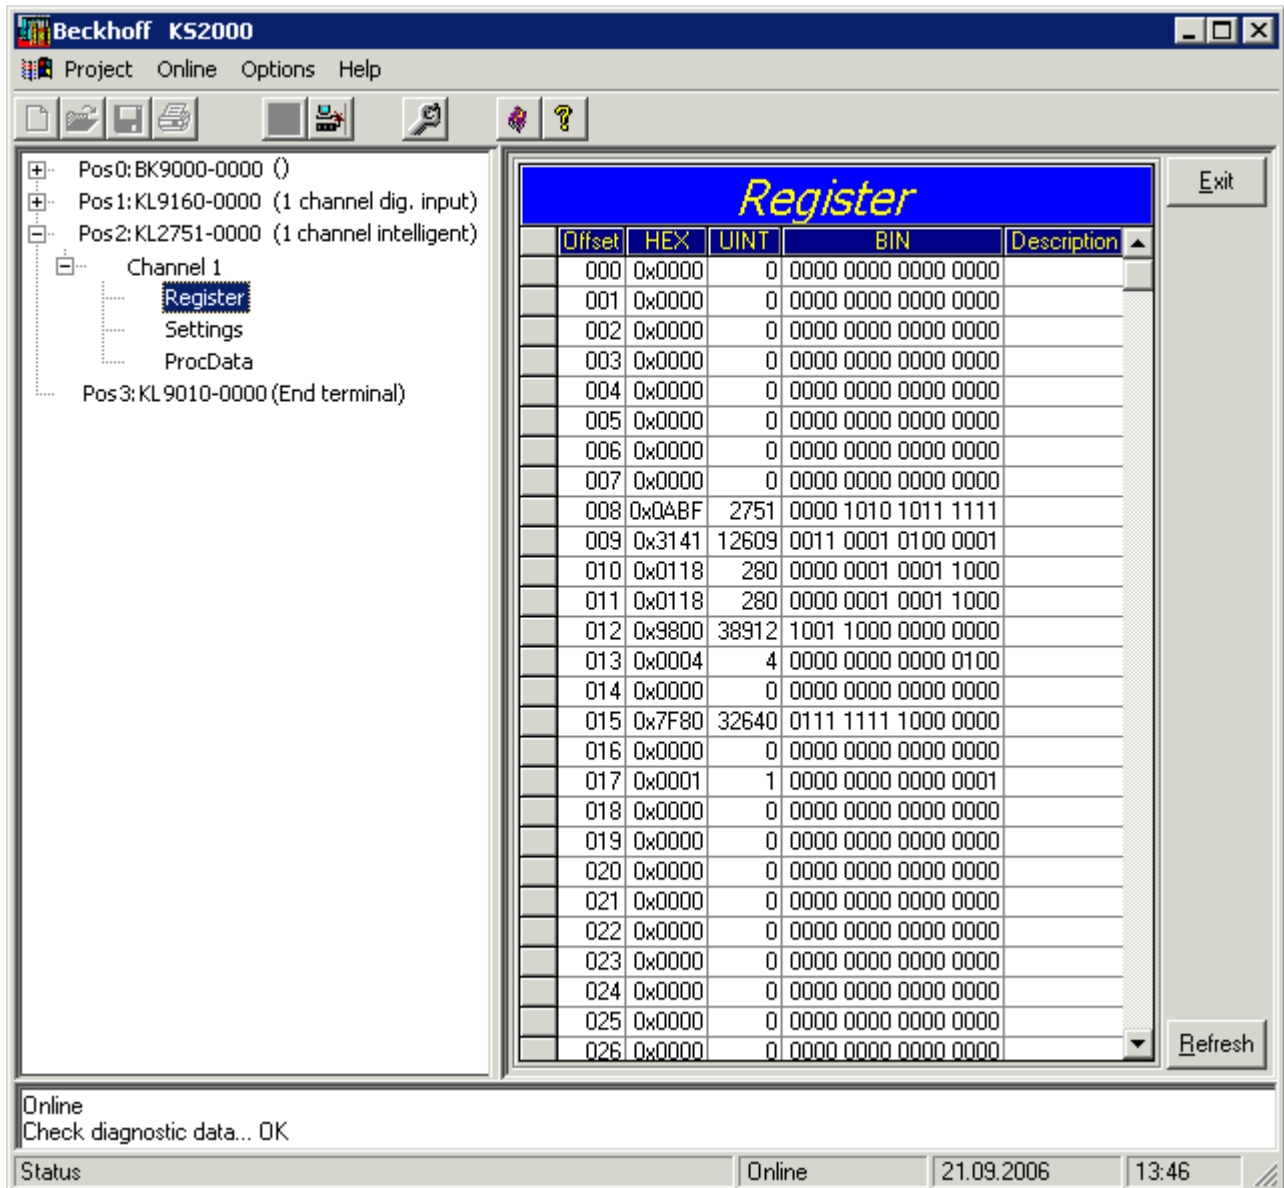 Beckhoff KS2000
Project Online Options Help
Pos0:BK9000-0000 ()
Pos1:KL9160-0000 (1 channel dig. input)
Pos2:KL2751-0000 (1 channel intelligent)
Channel 1
Register
Settings
ProcData
Pos3:KL9010-0000 (End terminal)
Register
Offset HEX UINT BIN Description
000 0x0000 0 0000 0000 0000 0000
001 0x0000 0 0000 0000 0000 0000
002 0x0000 0 0000 0000 0000 0000
003 0x0000 0 0000 0000 0000 0000
004 0x0000 0 0000 0000 0000 0000
005 0x0000 0 0000 0000 0000 0000
006 0x0000 0 0000 0000 0000 0000
007 0x0000 0 0000 0000 0000 0000
008 0x0ABF 2751 0000 1010 1011 1111
009 0x3141 12609 0011 0001 0100 0001
010 0x0118 280 0000 0001 0001 1000
011 0x0118 280 0000 0001 0001 1000
012 0x9800 38912 1001 1000 0000 0000
013 0x0004 4 0000 0000 0000 0100
014 0x0000 0 0000 0000 0000 0000
015 0x7F80 32640 0111 1111 1000 0000
016 0x0000 0 0000 0000 0000 0000
017 0x0001 1 0000 0000 0000 0001
018 0x0000 0 0000 0000 0000 0000
019 0x0000 0 0000 0000 0000 0000
020 0x0000 0 0000 0000 0000 0000
021 0x0000 0 0000 0000 0000 0000
022 0x0000 0 0000 0000 0000 0000
023 0x0000 0 0000 0000 0000 0000
024 0x0000 0 0000 0000 0000 0000
025 0x0000 0 0000 0000 0000 0000
026 0x0000 0 0000 0000 0000 0000
Exit
Refresh
Online
Check diagnostic data... OK
Status Online 21.09.2006 13:46